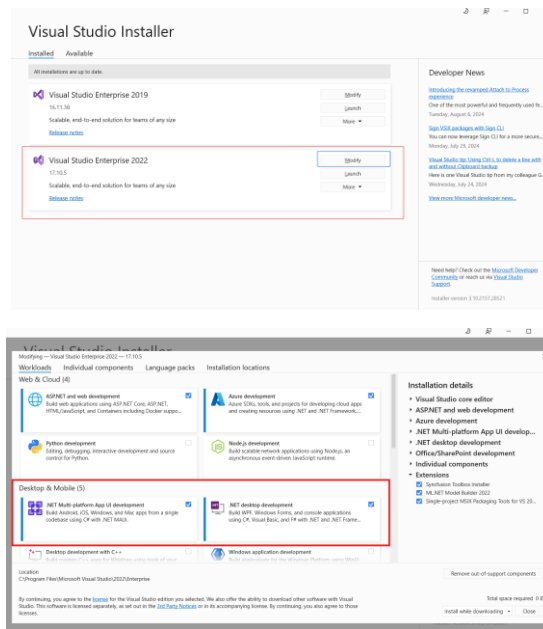 Visual Studio Installer
Installed Available
All installations are up to date.
Visual Studio Enterprise 2019
16.11.38
Scalable, end-to-end solution for teams of any size
Release notes
Modify
Launch
More
Visual Studio Enterprise 2022
17.10.5
Scalable, end-to-end solution for teams of any size
Release notes
Modify
Launch
More
Developer News
Introducing the revamped Attach to Process
experience
One of the most powerful and frequently used fe...
Tuesday, August 6, 2024
Sign VSIX packages with Sign CLI
You can now leverage Sign CLI for a more secure...
Monday, July 29, 2024
Visual Studio tip: Using Ctrl-L to delete a line with
and without Clipboard backup
Here is one Visual Studio tip from my colleague G...
Wednesday, July 24, 2024
View more Microsoft developer news...
Need help? Check out the Microsoft Developer
Community or reach us via Visual Studio
Support.
Installer version
Visual Studio Installer
Modifying — Visual Studio Enterprise 2022 — 17.10.5
Workloads Individual components Language packs Installation locations
Web & Cloud (4)
ASP.NET and web development
Build web applications using ASP.NET Core, ASP.NET,
HTML/JavaScript, and Containers including Docker suppo...
Azure development
Azure SDKs, tools, and projects for developing cloud apps
and creating resources using .NET and .NET Framework...
Python development
Editing, debugging, interactive development and source
control for Python.
Node.js development
Build scalable network applications using Node.js, an
asynchronous event-driven JavaScript runtime.
Desktop & Mobile (5)
.NET Multi-platform App UI development
Build Android, iOS, Windows, and Mac apps from a single
codebase using C# with .NET MAUI.
.NET desktop development
Build WPF, Windows Forms, and console applications
using C#, Visual Basic, and F# with .NET and .NET Frame...
Desktop development with C++
Windows application development
Installation details
Visual Studio core editor
ASP.NET and web development
Azure development
.NET Multi-platform App UI develop...
.NET desktop development
Office/SharePoint development
Individual components
Extensions
Syncfusion Toolbox Installer
ML.NET Model Builder 2022
Single-project MSIX Packaging Tools for VS 20...
Remove out-of-support components
Location
C:\Program Files\Microsoft Visual Studio\2022\Enterprise
By continuing, you agree to the license for the Visual Studio edition you selected. We also offer the ability to download other software with Visual
Studio. This software is licensed separately, as set out in the 3rd Party Notices or in its accompanying license. By continuing, you also agree to those
licenses.
Total space required 0 B
Install while downloading
Close